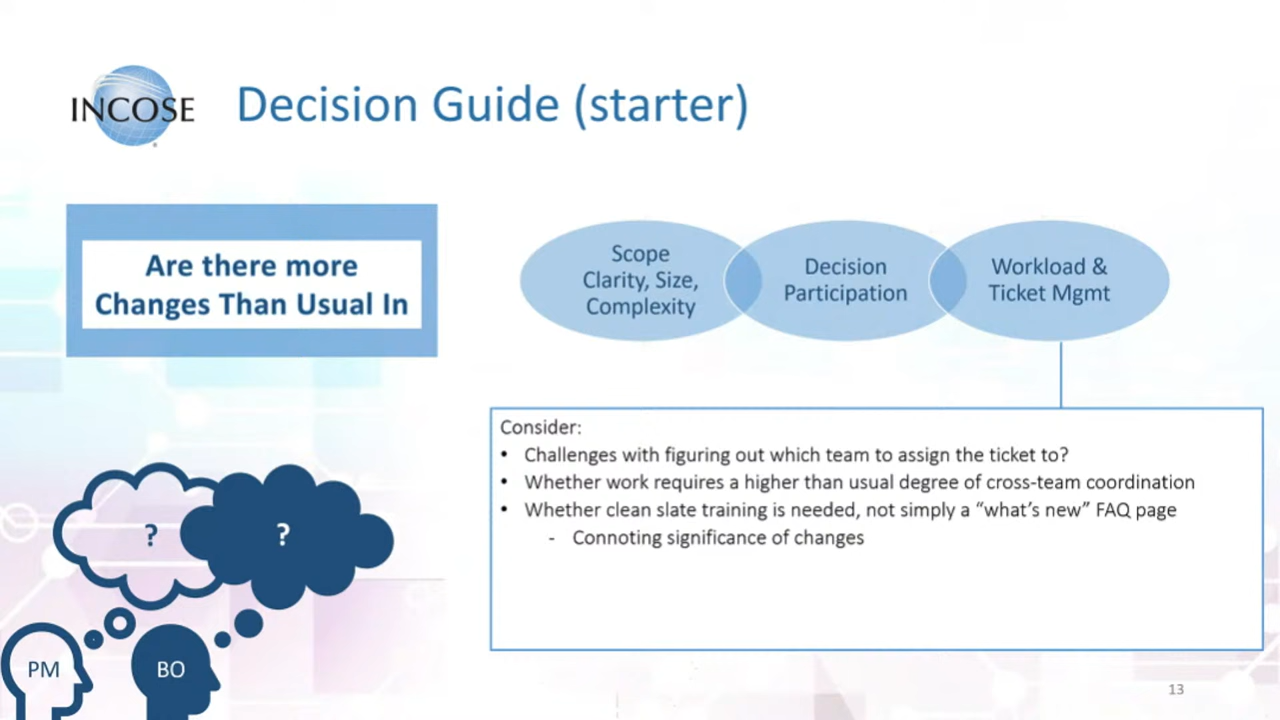 INCOSE
Decision Guide (starter)
Are there more
Changes Than Usual In
Scope
Clarity, Size,
Complexity
Decision
Participation
Workload &
Ticket Mgmt
Consider:
• Challenges with figuring out which team to assign the ticket to?
• Whether work requires a higher than usual degree of cross-team coordination
• Whether clean slate training is needed, not simply a “what’s new” FAQ page
- Connoting significance of changes
?
?
PM
BO
13